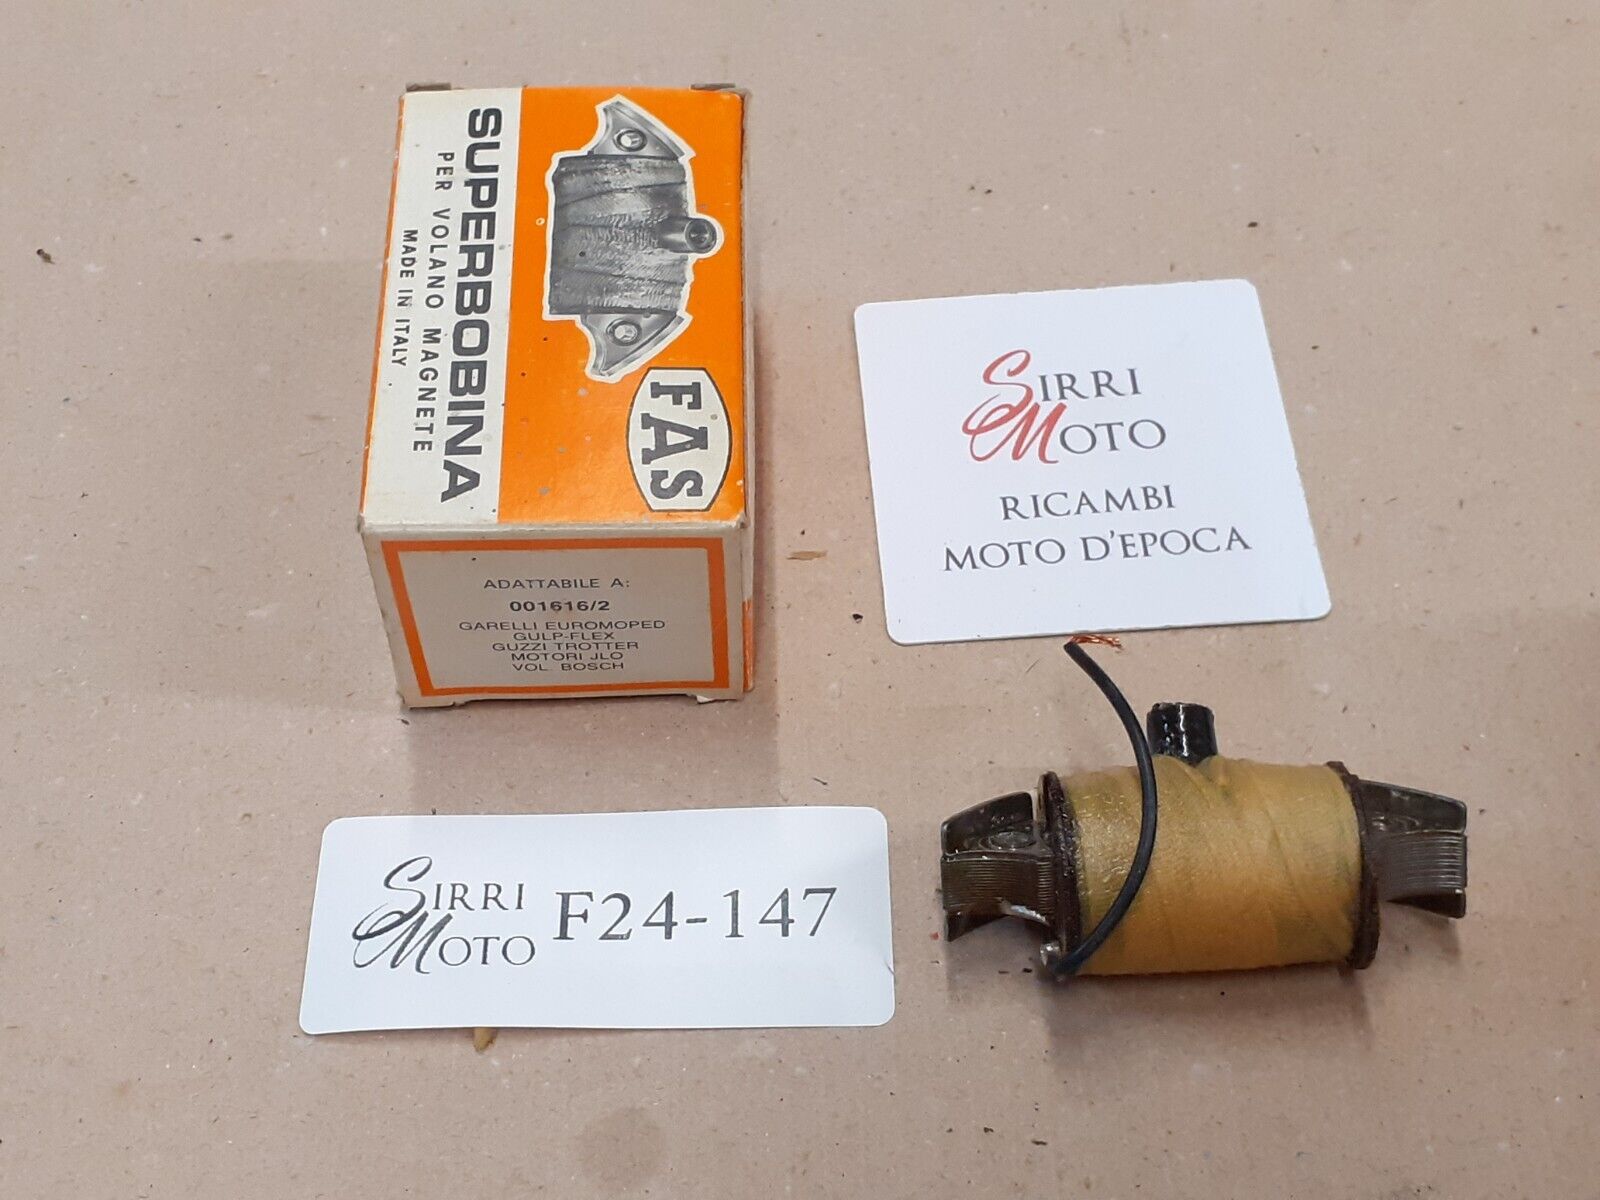 SUPERBOBINA
PER VOLANO MAGNETE
MADE IN ITALY
FAS
ADATTABILE A:
001616/2
GARELLI EUROMOPED
GULP-FLEX
GUZZI TROTTER
MOTORI JLO
VOL. BOSCH
SIRRI
MOTO
RICAMBI
MOTO D'EPOCA
SIRRI
MOTO
F24-147